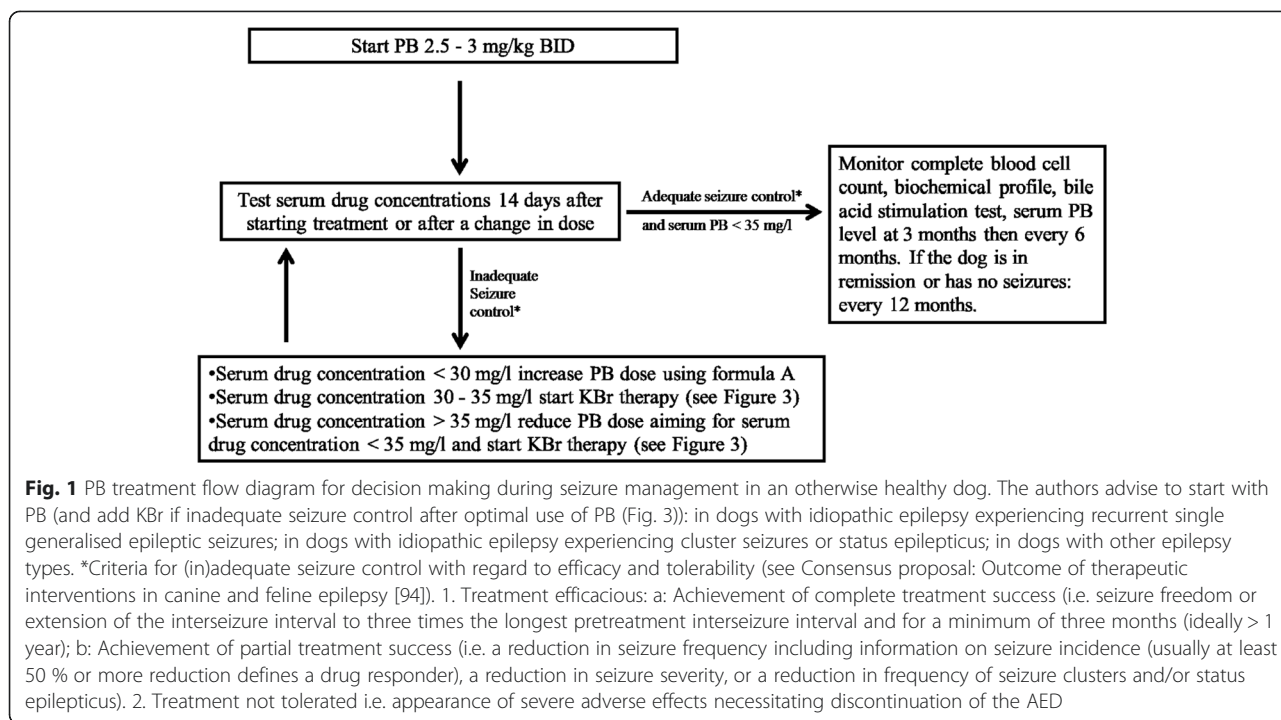 Start PB 2.5 - 3 mg/kg BID
Test serum drug concentrations 14 days after
starting treatment or after a change in dose
Adequate seizure control*
and serum PB < 35 mg/l
Monitor complete blood cell
count, biochemical profile, bile
acid stimulation test, serum PB
level at 3 months then every 6
months. If the dog is in
remission or has no seizures:
every 12 months.
Inadequate
Seizure
control*
•Serum drug concentration < 30 mg/l increase PB dose using formula A
•Serum drug concentration 30 - 35 mg/l start KBr therapy (see Figure 3)
•Serum drug concentration > 35 mg/l reduce PB dose aiming for serum
drug concentration < 35 mg/l and start KBr therapy (see Figure 3)
Fig. 1 PB treatment flow diagram for decision making during seizure management in an otherwise healthy dog. The authors advise to start with
PB (and add KBr if inadequate seizure control after optimal use of PB (Fig. 3)): in dogs with idiopathic epilepsy experiencing recurrent single
generalised epileptic seizures; in dogs with idiopathic epilepsy experiencing cluster seizures or status epilepticus; in dogs with other epilepsy
types. *Criteria for (in)adequate seizure control with regard to efficacy and tolerability (see Consensus proposal: Outcome of therapeutic
interventions in canine and feline epilepsy [94]). 1. Treatment efficacious: a: Achievement of complete treatment success (i.e. seizure freedom or
extension of the interseizure interval to three times the longest pretreatment interseizure interval and for a minimum of three months (ideally > 1
year); b: Achievement of partial treatment success (i.e. a reduction in seizure frequency including information on seizure incidence (usually at least
50 % or more reduction defines a drug responder), a reduction in seizure severity, or a reduction in frequency of seizure clusters and/or status
epilepticus). 2. Treatment not tolerated i.e. appearance of severe adverse effects necessitating discontinuation of the AED